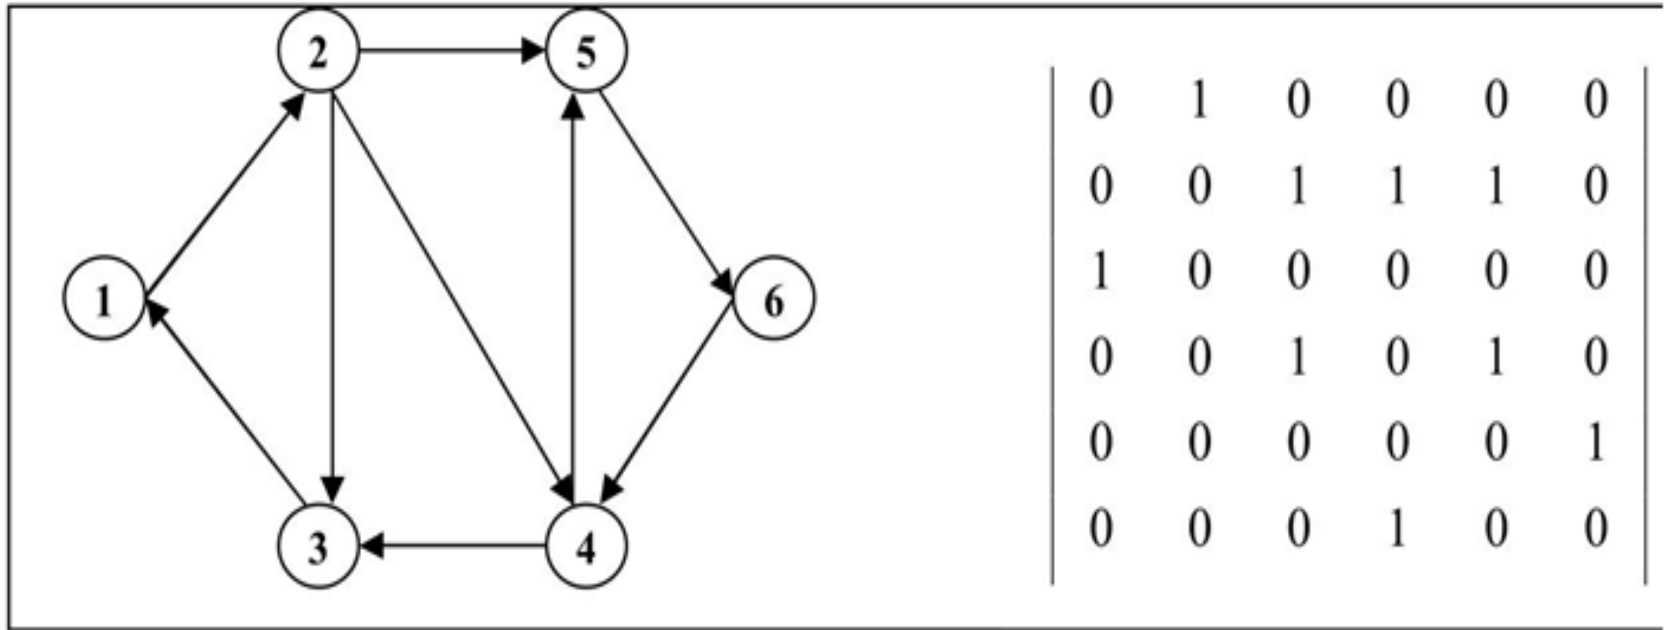 2 5
1 6
3 4
0 1 0 0 0 0
0 0 1 1 1 0
1 0 0 0 0 0
0 0 1 0 1 0
0 0 0 0 0 1
0 0 0 1 0 0